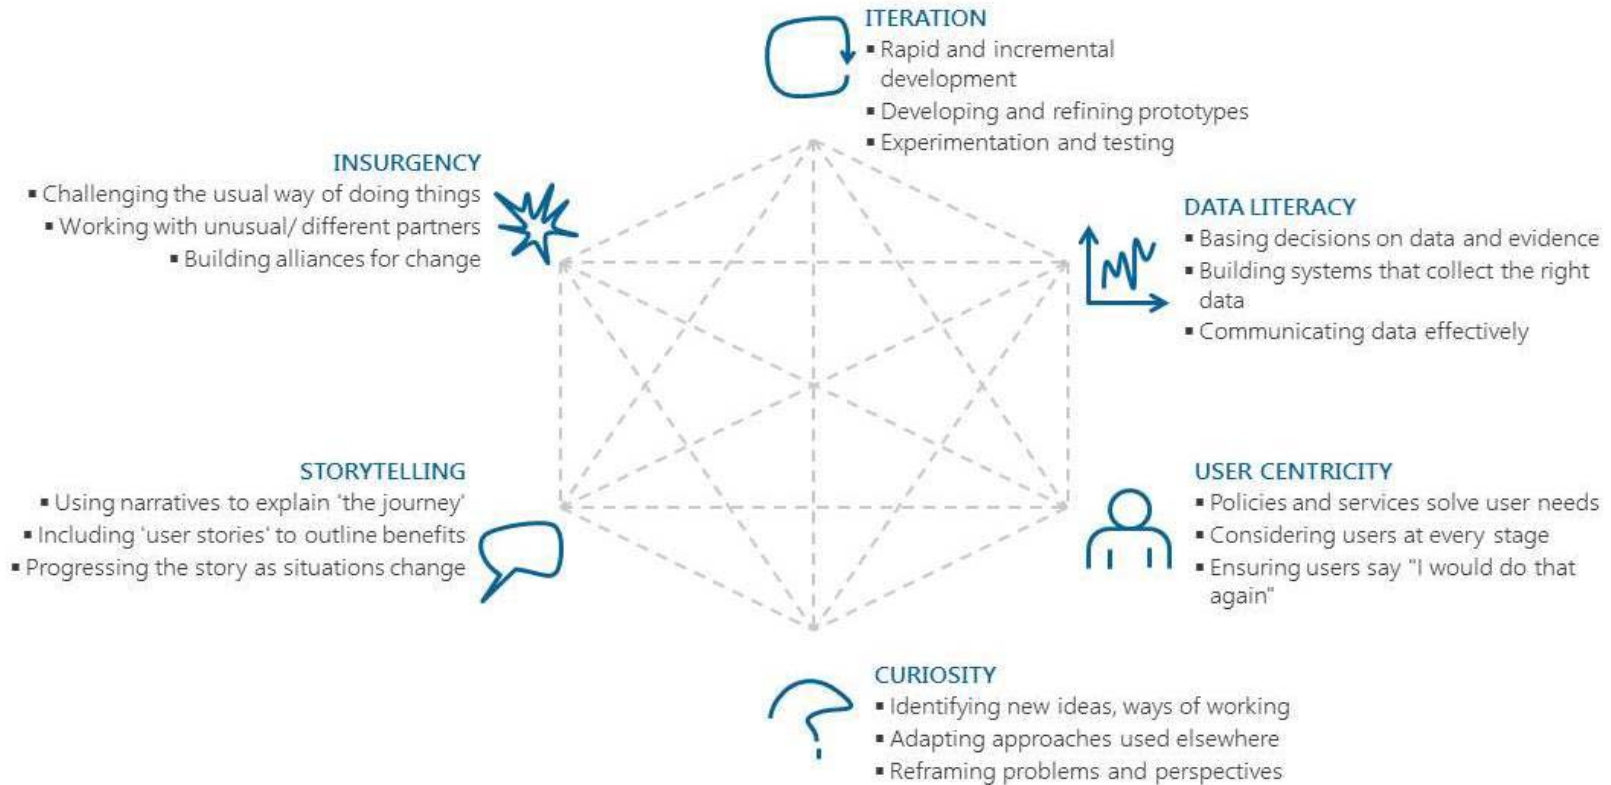 ITERATION
▪ Rapid and incremental
development
▪ Developing and refining prototypes
▪ Experimentation and testing
INSURGENCY
▪ Challenging the usual way of doing things
▪ Working with unusual/ different partners
▪ Building alliances for change
DATA LITERACY
▪ Basing decisions on data and evidence
▪ Building systems that collect the right
data
▪ Communicating data effectively
STORYTELLING
▪ Using narratives to explain 'the journey'
▪ Including 'user stories' to outline benefits
▪ Progressing the story as situations change
USER CENTRICITY
▪ Policies and services solve user needs
▪ Considering users at every stage
▪ Ensuring users say "I would do that
again"
CURIOSITY
▪ Identifying new ideas, ways of working
▪ Adapting approaches used elsewhere
▪ Reframing problems and perspectives